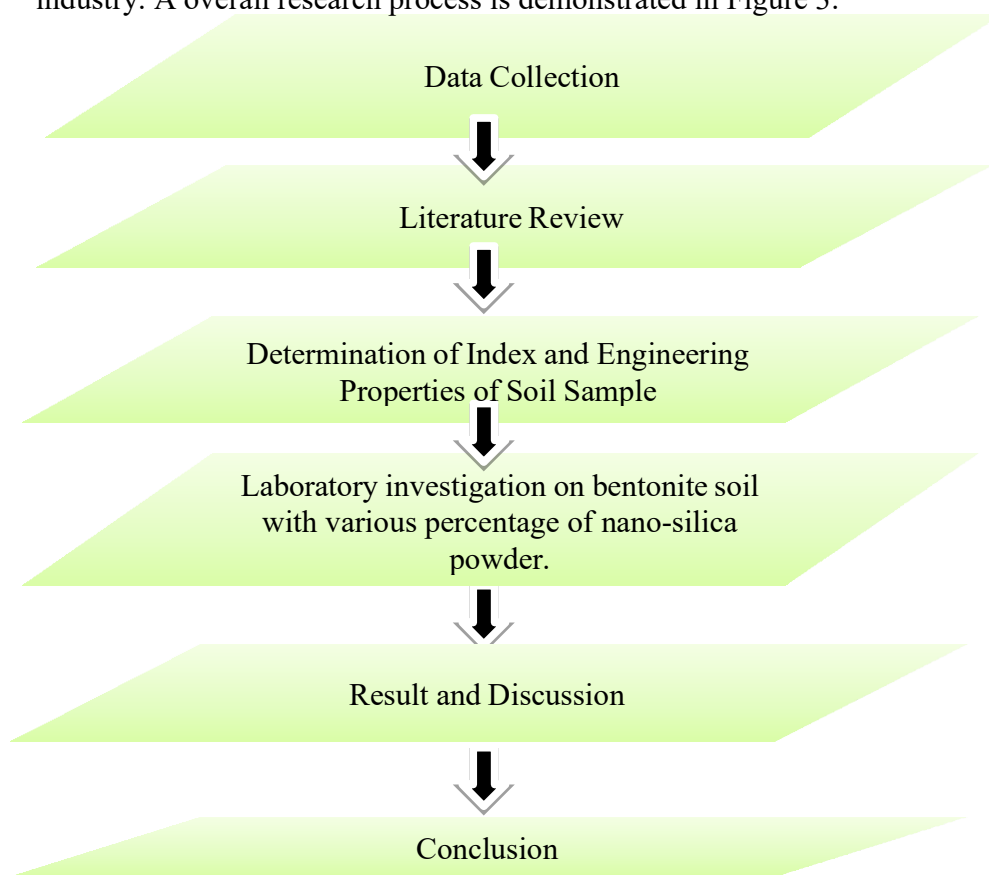 industry. A overall research process is demonstrated in Figure 3.
Data Collection
Literature Review
Determination of Index and Engineering
Properties of Soil Sample
Laboratory investigation on bentonite soil
with various percentage of nano-silica
powder.
Result and Discussion
Conclusion